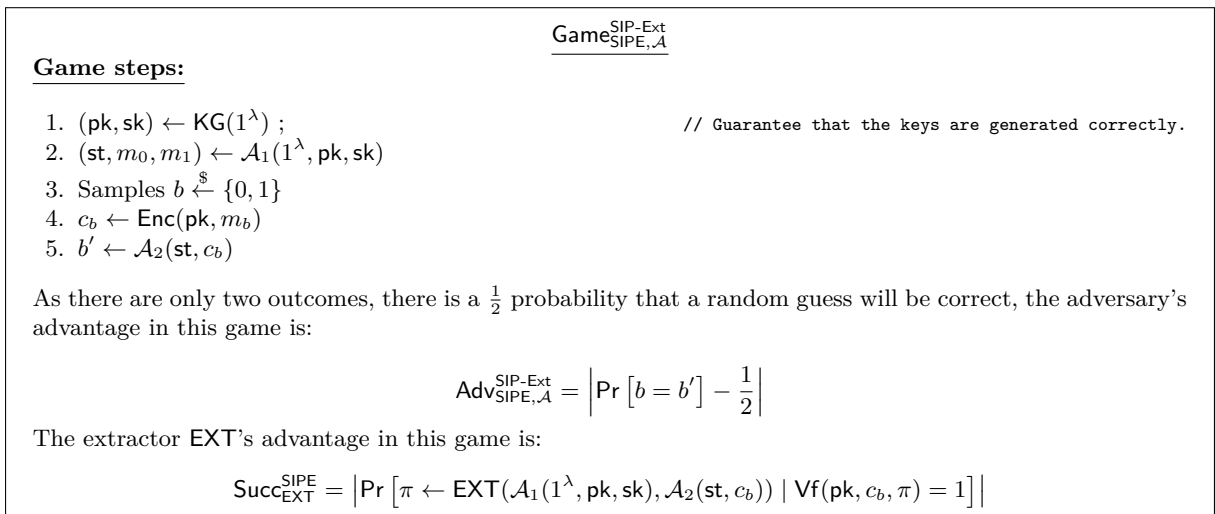 Game^{SIP-Ext}_{SIPE,𝒜}
Game steps:
1. (pk, sk) ← KG(1^λ) ; // Guarantee that the keys are generated correctly.
2. (st, m_0, m_1) ← 𝒜_1(1^λ, pk, sk)
3. Samples b ←^{$} {0, 1}
4. c_b ← Enc(pk, m_b)
5. b′ ← 𝒜_2(st, c_b)
As there are only two outcomes, there is a 1/2 probability that a random guess will be correct, the adversary's
advantage in this game is:
Adv^{SIP-Ext}_{SIPE,𝒜} = |Pr [b = b′] − 1/2|
The extractor EXT's advantage in this game is:
Succ^{SIPE}_{EXT} = |Pr [π ← EXT(𝒜_1(1^λ, pk, sk), 𝒜_2(st, c_b)) | Vf(pk, c_b, π) = 1]|